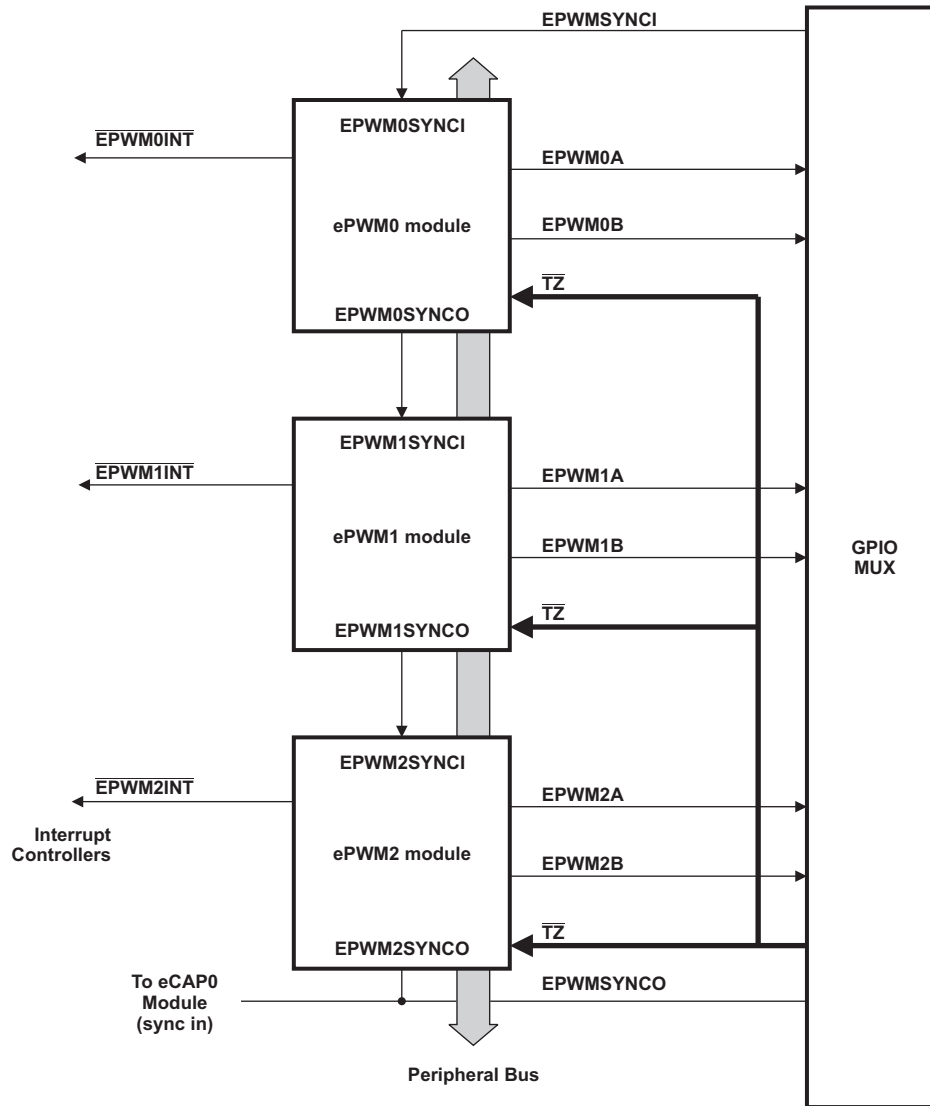 EPWMSYNCI
EPWM0SYNCI
EPWM0INT
EPWM0A
ePWM0 module
EPWM0B
TZ
EPWM0SYNCO
EPWM1SYNCI
EPWM1INT
EPWM1A
ePWM1 module
EPWM1B
GPIO
MUX
TZ
EPWM1SYNCO
EPWM2SYNCI
EPWM2INT
EPWM2A
Interrupt
Controllers
ePWM2 module
EPWM2B
TZ
EPWM2SYNCO
To eCAP0
Module
(sync in)
EPWMSYNCO
Peripheral Bus